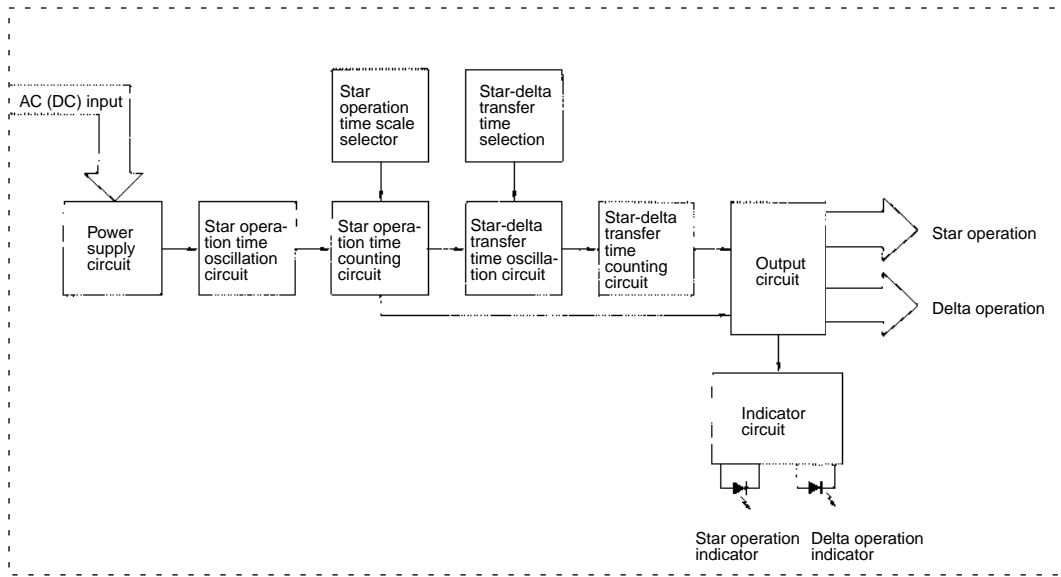 AC (DC) input
Star
operation
time scale
selector
Star-delta
transfer
time
selection
Power
supply
circuit
Star opera-
tion time
oscillation
circuit
Star opera-
tion time
counting
circuit
Star-delta
transfer
time oscilla-
tion circuit
Star-delta
transfer
time
counting
circuit
Output
circuit
Star operation
Delta operation
Indicator
circuit
Star operation
indicator
Delta operation
indicator